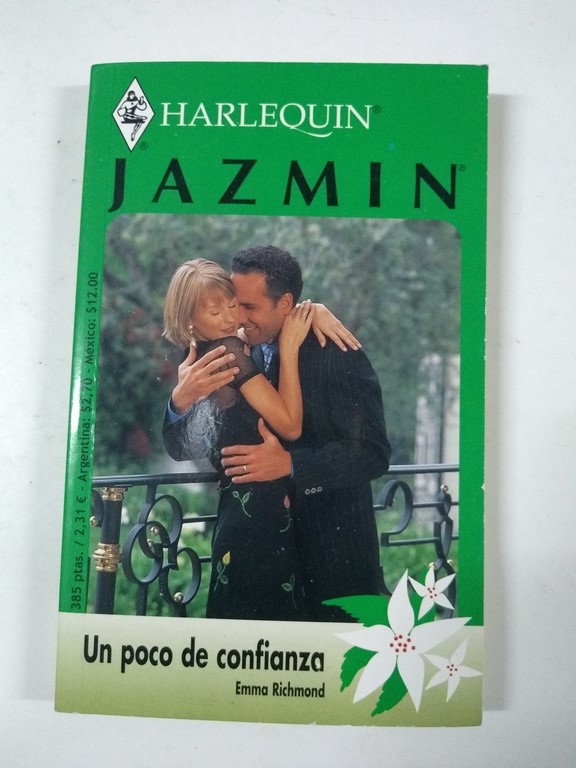 HARLEQUIN®
®
JAZMIN®
385 ptas. / 2,31 € - Argentina: $2,70 - México: $12.00
Un poco de confianza
Emma Richmond